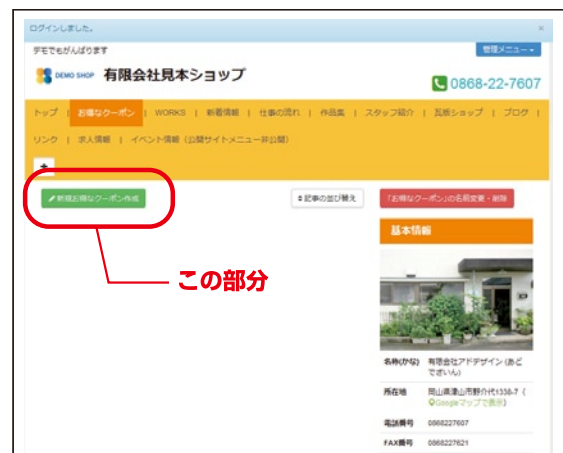 ログインしました。 ×
デモでもがんばります
管理メニュー
DEMO SHOP 有限会社見本ショップ
0868-22-7607
トップ | お得なクーポン | WORKS | 新着情報 | 仕事の流れ | 作品集 | スタッフ紹介 | 瓦版ショップ | ブログ |
リンク | 求人情報 | イベント情報（公開サイトメニュー非公開）
+
新規お得なクーポン作成
記事の並び替え
「お得なクーポン」の名前変更・削除
この部分
基本情報
名称(かな) 有限会社アドデザイン (あど
でざいん)
所在地 岡山県津山市野介代1338-7 (
Googleマップで表示)
電話番号 0868227607
FAX番号 0868227621